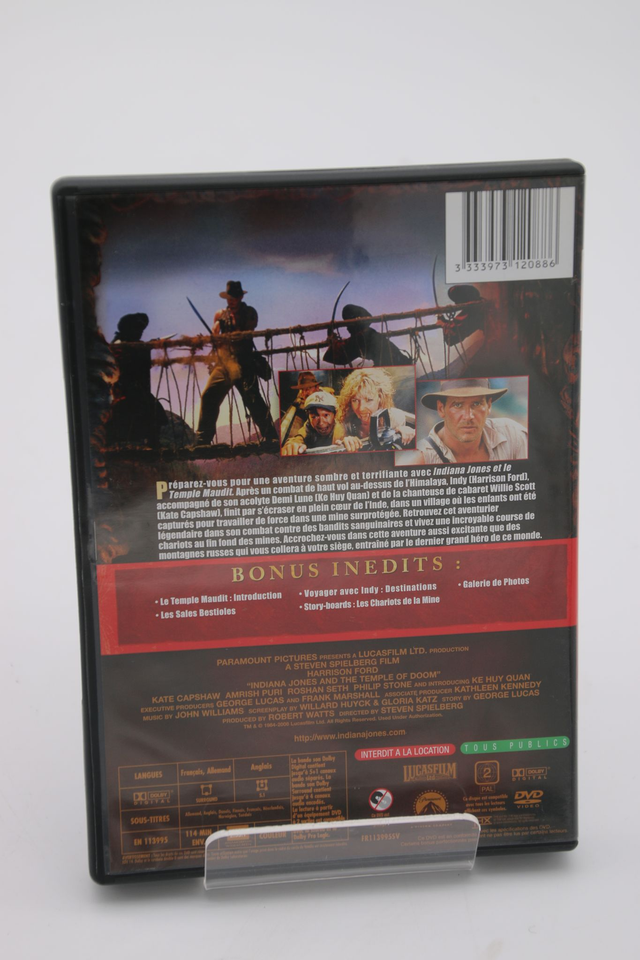 3 333973 120886
Préparez-vous pour une aventure sombre et terrifiante avec Indiana Jones et le
Temple Maudit. Après un combat de haut vol au-dessus de l'Himalaya, Indy (Harrison Ford),
accompagné de son acolyte Demi Lune (Ke Huy Quan) et de la chanteuse de cabaret Willie Scott
(Kate Capshaw), finit par s'écraser en plein cœur de l'Inde, dans un village où les enfants ont été
capturés pour travailler de force dans une mine surprotégée. Retrouvez cet aventurier
légendaire dans son combat contre des bandits sanguinaires et vivez une incroyable course de
chariots au fin fond des mines. Accrochez-vous dans cette aventure aussi excitante que des
montagnes russes qui vous collera à votre siège, entraîné par le dernier grand héro de ce monde.
BONUS INEDITS :
• Le Temple Maudit : Introduction
• Voyager avec Indy : Destinations
• Galerie de Photos
• Les Sales Bestioles
• Story-boards : Les Chariots de la Mine
PARAMOUNT PICTURES PRESENTS A LUCASFILM LTD. PRODUCTION
A STEVEN SPIELBERG FILM
HARRISON FORD
"INDIANA JONES AND THE TEMPLE OF DOOM"
KATE CAPSHAW AMRISH PURI ROSHAN SETH PHILIP STONE AND INTRODUCING KE HUY QUAN
EXECUTIVE PRODUCERS GEORGE LUCAS AND FRANK MARSHALL ASSOCIATE PRODUCER KATHLEEN KENNEDY
MUSIC BY JOHN WILLIAMS SCREENPLAY BY WILLARD HUYCK & GLORIA KATZ STORY BY GEORGE LUCAS
PRODUCED BY ROBERT WATTS DIRECTED BY STEVEN SPIELBERG
http://www.indianajones.com
INTERDIT A LA LOCATION
TOUS PUBLICS
LANGUES
Français, Allemand
Anglais
DOLBY
DIGITAL
SOUS-TITRES
EN 113995
114 MIN
COULEUR
LUCASFILM
LTD.
2
PAL
DOLBY
DIGITAL
DVD
VIDEO